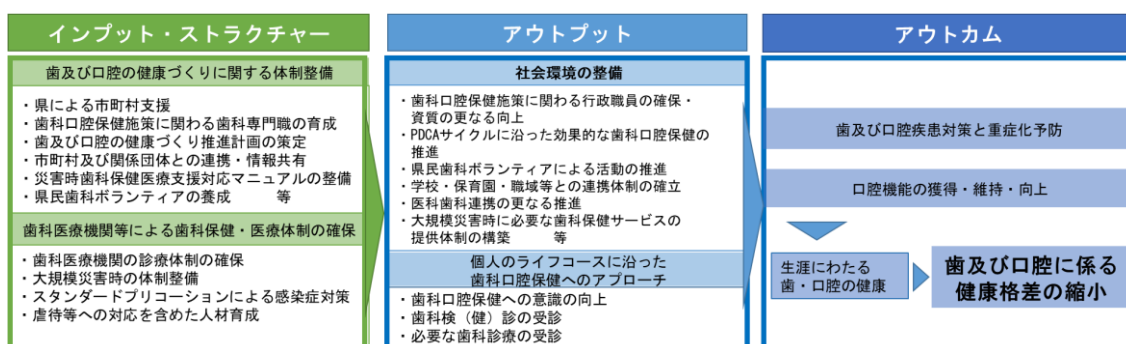 インプット・ストラクチャー
歯及び口腔の健康づくりに関する体制整備
・県による市町村支援
・歯科口腔保健施策に関わる歯科専門職の育成
・歯及び口腔の健康づくり推進計画の策定
・市町村及び関係団体との連携・情報共有
・災害時歯科保健医療支援対応マニュアルの整備
・県民歯科ボランティアの養成　　等
歯科医療機関等による歯科保健・医療体制の確保
・歯科医療機関の診療体制の確保
・大規模災害時の体制整備
・スタンダードプリコーションによる感染症対策
・虐待等への対応を含めた人材育成
アウトプット
社会環境の整備
・歯科口腔保健施策に関わる行政職員の確保・
資質の更なる向上
・PDCAサイクルに沿った効果的な歯科口腔保健の
推進
・県民歯科ボランティアによる活動の推進
・学校・保育園・職域等との連携体制の確立
・医科歯科連携の更なる推進
・大規模災害時に必要な歯科保健サービスの
提供体制の構築　　等
個人のライフコースに沿った
歯科口腔保健へのアプローチ
・歯科口腔保健への意識の向上
・歯科検（健）診の受診
・必要な歯科診療の受診
アウトカム
歯及び口腔疾患対策と重症化予防
口腔機能の獲得・維持・向上
生涯にわたる
歯・口腔の健康
歯及び口腔に係る
健康格差の縮小